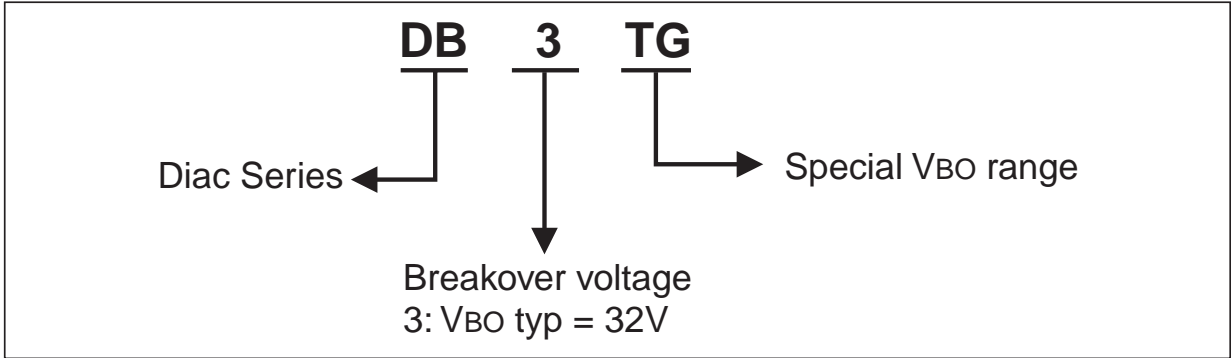 DB 3 TG
Diac Series
Special VBO range
Breakover voltage
3: VBO typ = 32V